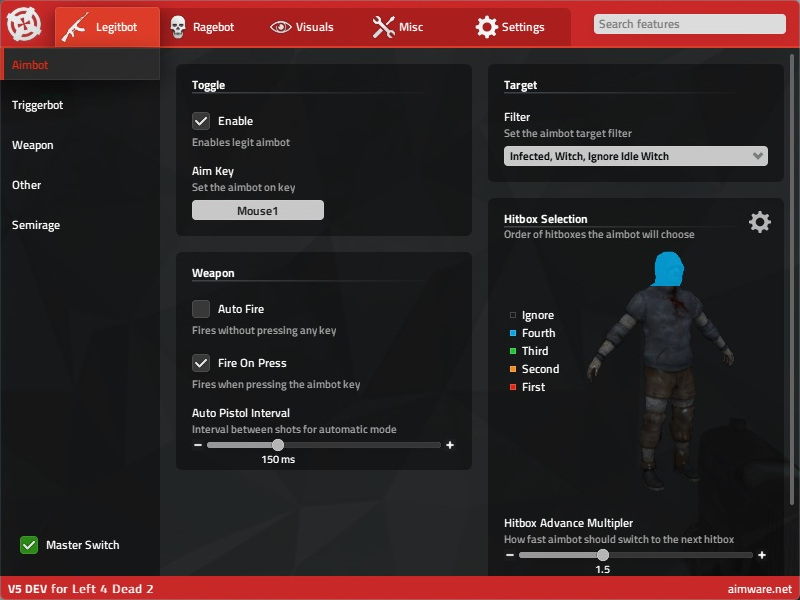 Legitbot
Ragebot
Visuals
Misc
Settings
Search features
Aimbot
Triggerbot
Weapon
Other
Semirage
Master Switch
Toggle
Enable
Enables legit aimbot
Aim Key
Set the aimbot on key
Mouse1
Weapon
Auto Fire
Fires without pressing any key
Fire On Press
Fires when pressing the aimbot key
Auto Pistol Interval
Interval between shots for automatic mode
150 ms
Target
Filter
Set the aimbot target filter
Infected, Witch, Ignore Idle Witch
Hitbox Selection
Order of hitboxes the aimbot will choose
Ignore
Fourth
Third
Second
First
Hitbox Advance Multipler
How fast aimbot should switch to the next hitbox
1.5
V5 DEV for Left 4 Dead 2
aimware.net